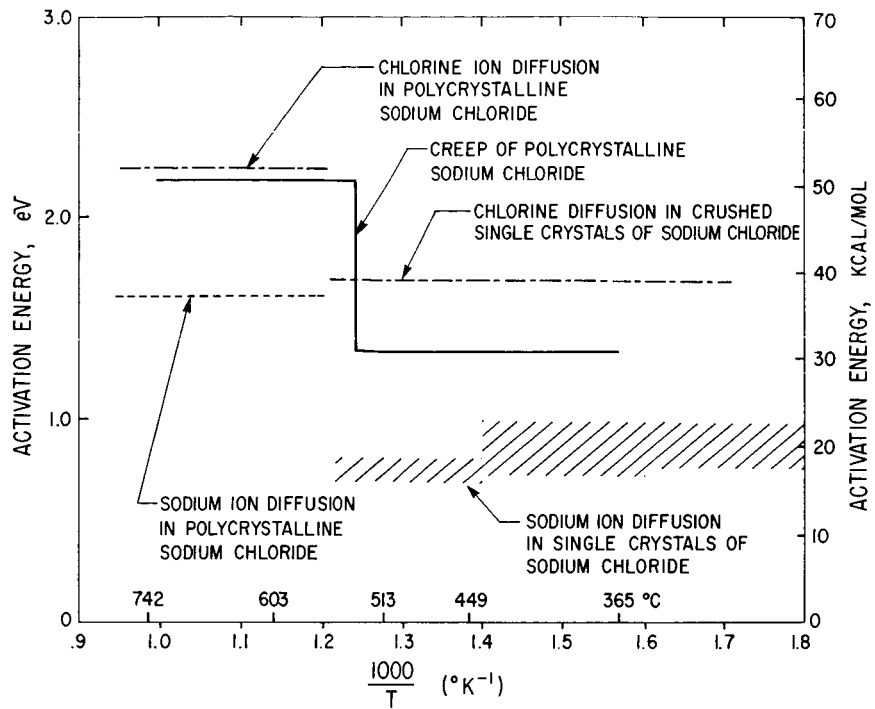 3.0
70
CHLORINE ION DIFFUSION
IN POLYCRYSTALLINE
SODIUM CHLORIDE
60
CREEP OF POLYCRYSTALLINE
SODIUM CHLORIDE
50
2.0
CHLORINE DIFFUSION IN CRUSHED
SINGLE CRYSTALS OF SODIUM CHLORIDE
40
ACTIVATION ENERGY, eV
ACTIVATION ENERGY, KCAL/MOL
30
1.0
20
SODIUM ION DIFFUSION
IN POLYCRYSTALLINE
SODIUM CHLORIDE
SODIUM ION DIFFUSION
IN SINGLE CRYSTALS OF
SODIUM CHLORIDE
10
742 603 513 449 365 °C
0
0
.9 1.0 1.1 1.2 1.3 1.4 1.5 1.6 1.7 1.8
1000
T
(°K⁻¹)